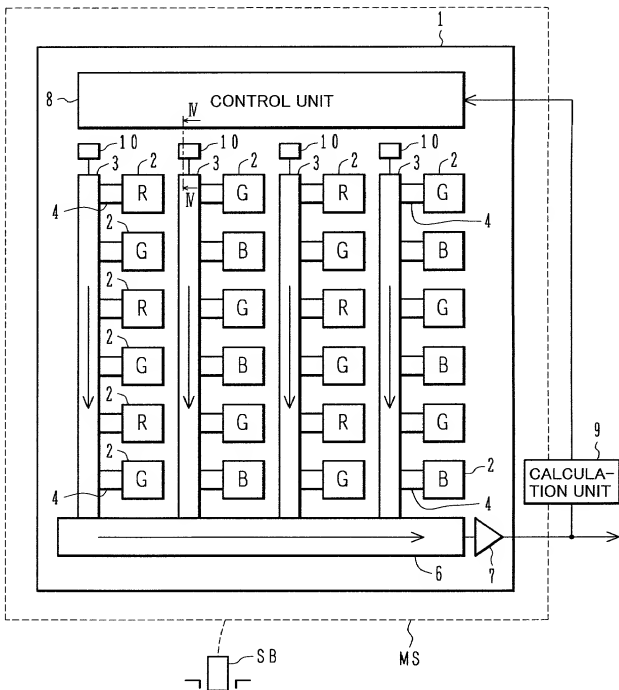 1
8 CONTROL UNIT
IV
10 10 10 10
3 2 3 2 3 2 3 2
R G R G
IV
4 4
2
G B G B
2
R G R G
2
G B G B
2
R G R G
9
2 2
G B G B
CALCULA-
TION UNIT
4 4
6 7
SB MS